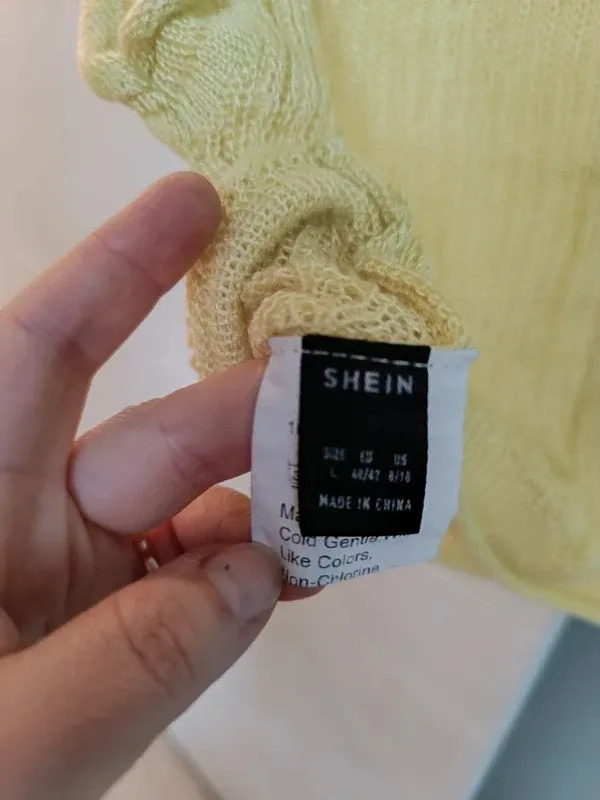 SHEIN
SIZE EU US
L 40/42 8/10
MADE IN CHINA
Cold Gentle
Like Colors,
Non-Chlorine